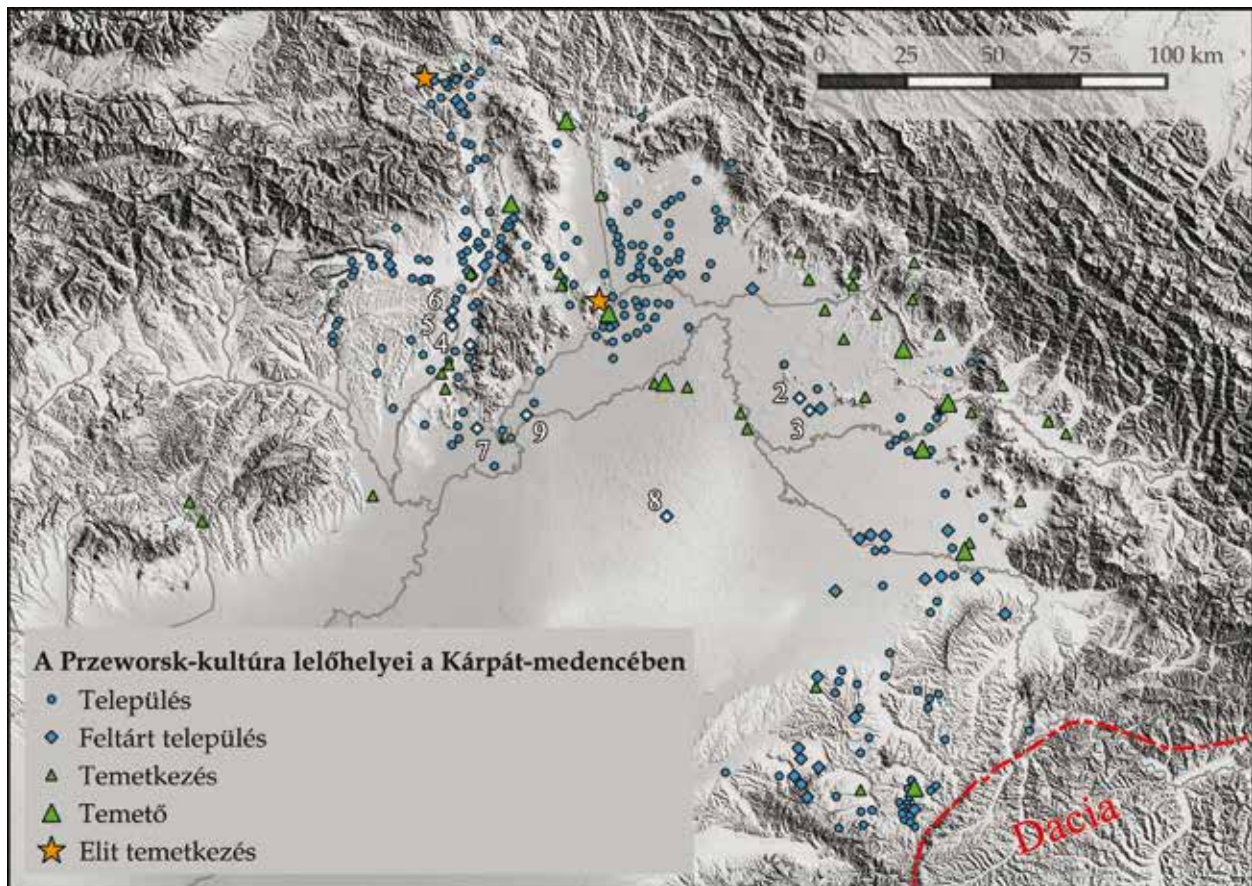 0 25 50 75 100 km
6
5
4
2
3
7
9
8
A Przeworsk-kultúra lelőhelyei a Kárpát-medencében
Település
Feltárt település
Temetkezés
Temető
Elit temetkezés
Dacia